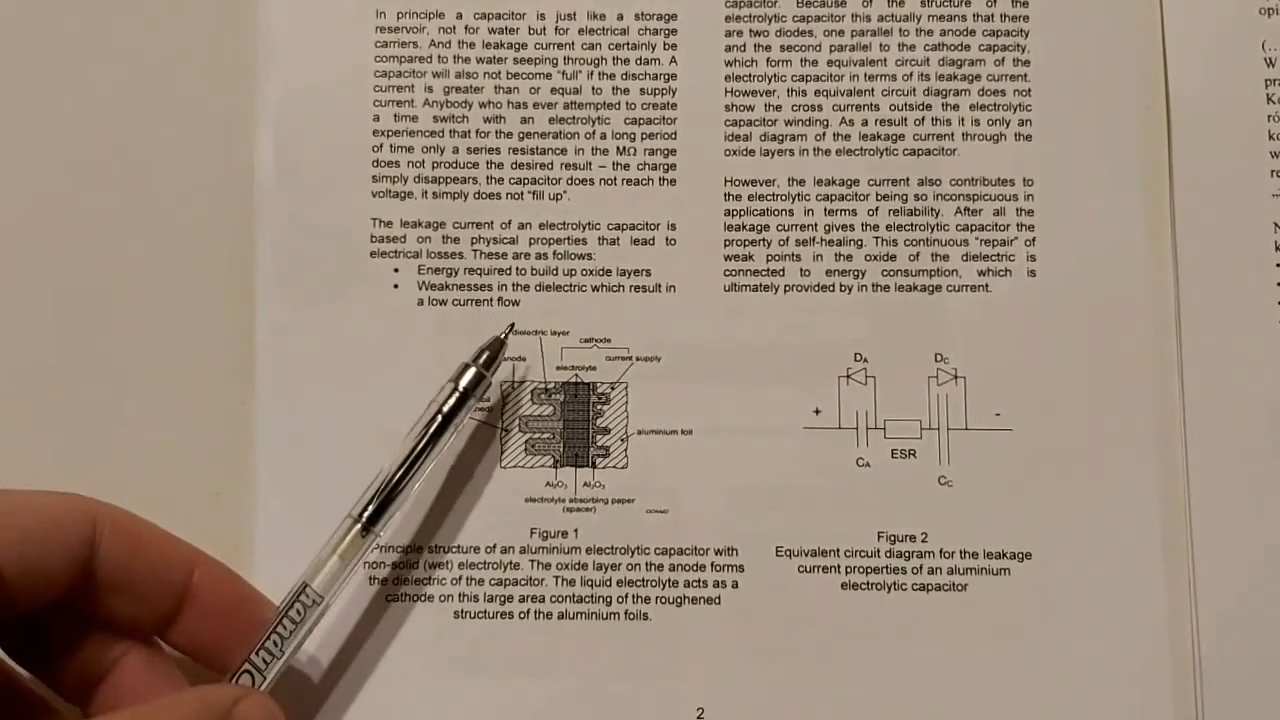 In principle a capacitor is just like a storage
reservoir, not for water but for electrical charge
carriers. And the leakage current can certainly be
compared to the water seeping through the dam. A
capacitor will also not become "full" if the discharge
current is greater than or equal to the supply
current. Anybody who has ever attempted to create
a time switch with an electrolytic capacitor
experienced that for the generation of a long period
of time only a series resistance in the MΩ range
does not produce the desired result – the charge
simply disappears, the capacitor does not reach the
voltage, it simply does not "fill up".
The leakage current of an electrolytic capacitor is
based on the physical properties that lead to
electrical losses. These are as follows:
• Energy required to build up oxide layers
• Weaknesses in the dielectric which result in
a low current flow
dielectric layer
cathode
anode
current supply
electrolyte
aluminium foil
Al₂O₃ Al₂O₃
electrolyte absorbing paper
(spacer)
Figure 1
Principle structure of an aluminium electrolytic capacitor with
non-solid (wet) electrolyte. The oxide layer on the anode forms
the dielectric of the capacitor. The liquid electrolyte acts as a
cathode on this large area contacting of the roughened
structures of the aluminium foils.
capacitor. Because of the structure of the
electrolytic capacitor this actually means that there
are two diodes, one parallel to the anode capacity
and the second parallel to the cathode capacity,
which form the equivalent circuit diagram of the
electrolytic capacitor in terms of its leakage current.
However, this equivalent circuit diagram does not
show the cross currents outside the electrolytic
capacitor winding. As a result of this it is only an
ideal diagram of the leakage current through the
oxide layers in the electrolytic capacitor.
However, the leakage current also contributes to
the electrolytic capacitor being so inconspicuous in
applications in terms of reliability. After all the
leakage current gives the electrolytic capacitor the
property of self-healing. This continuous "repair" of
weak points in the oxide of the dielectric is
connected to energy consumption, which is
ultimately provided by in the leakage current.
D_A D_C
+ -
C_A ESR
C_C
Figure 2
Equivalent circuit diagram for the leakage
current properties of an aluminium
electrolytic capacitor
2
handy